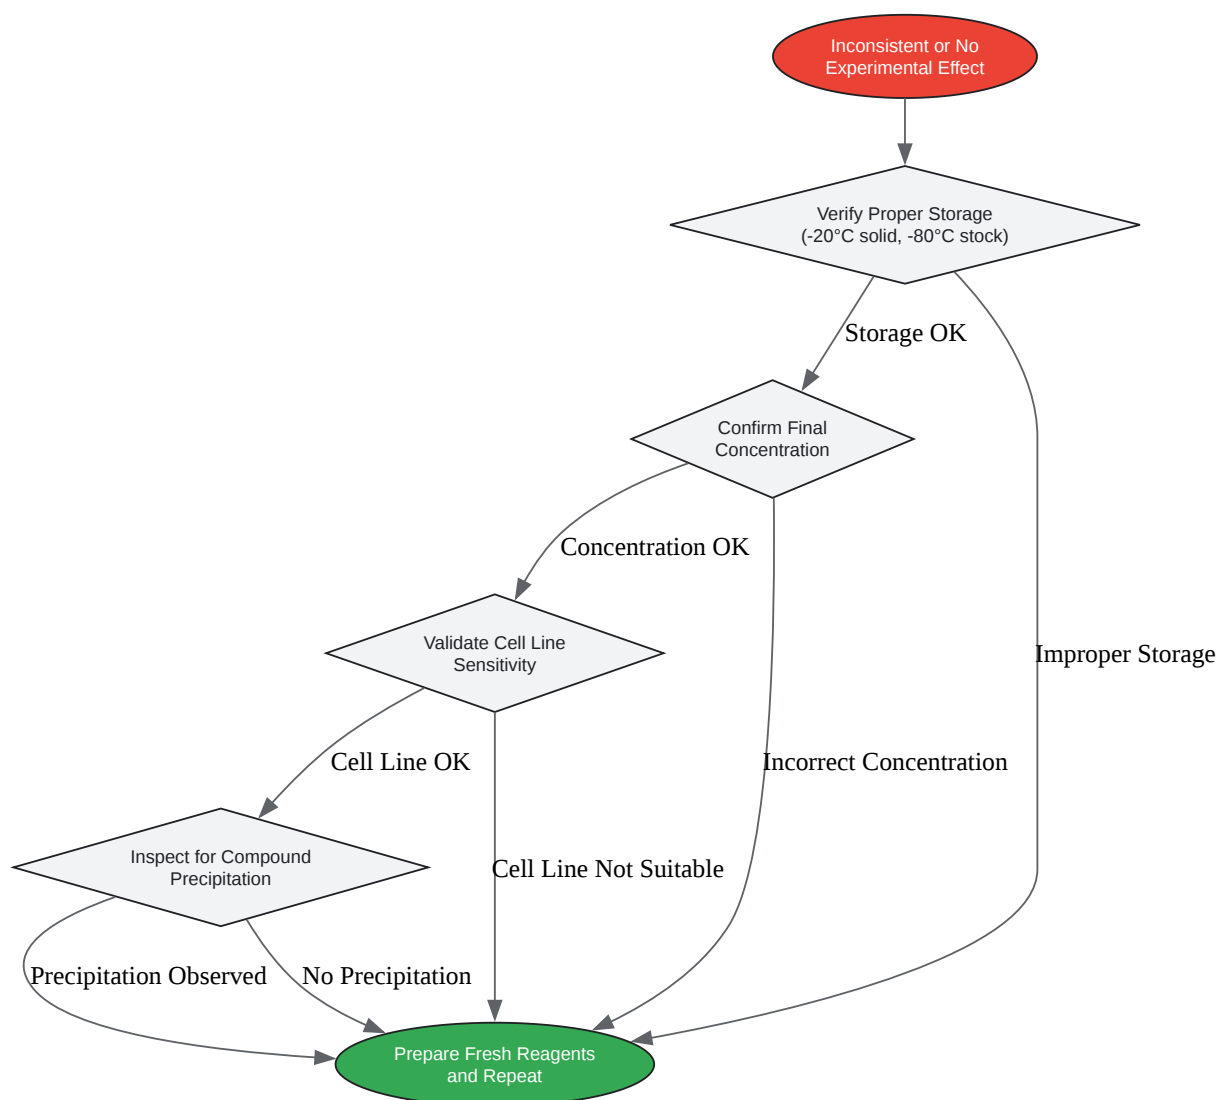 Inconsistent or No
Experimental Effect
Verify Proper Storage
(-20°C solid, -80°C stock)
Storage OK
Confirm Final
Concentration
Concentration OK
Validate Cell Line
Sensitivity
Improper Storage
Cell Line OK
Incorrect Concentration
Inspect for Compound
Precipitation
Cell Line Not Suitable
Precipitation Observed
No Precipitation
Prepare Fresh Reagents
and Repeat